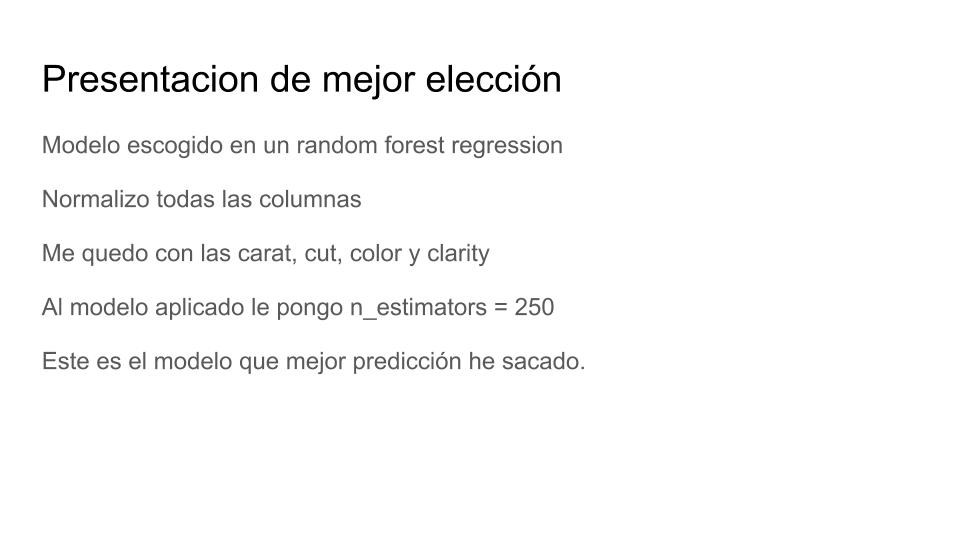 Presentacion de mejor elección
Modelo escogido en un random forest regression
Normalizo todas las columnas
Me quedo con las carat, cut, color y clarity
Al modelo aplicado le pongo n_estimators = 250
Este es el modelo que mejor predicción he sacado.